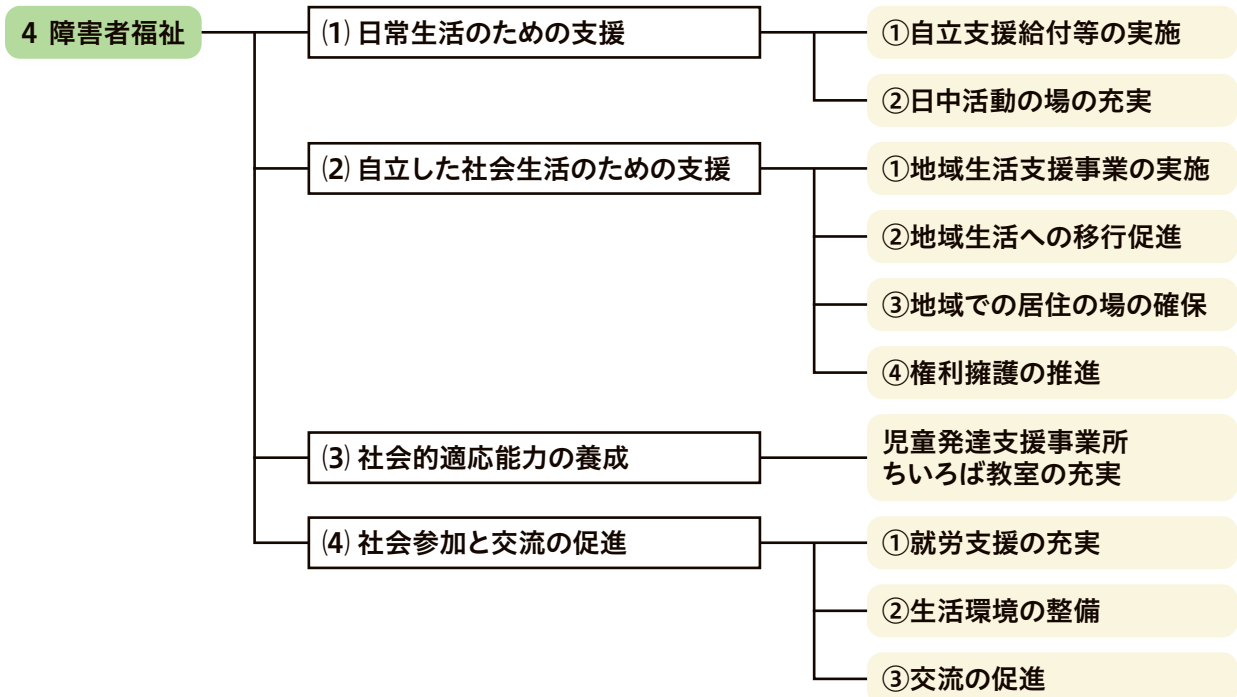 4 障害者福祉
(1) 日常生活のための支援
①自立支援給付等の実施
②日中活動の場の充実
(2) 自立した社会生活のための支援
①地域生活支援事業の実施
②地域生活への移行促進
③地域での居住の場の確保
④権利擁護の推進
(3) 社会的適応能力の養成
児童発達支援事業所
ちいろば教室の充実
(4) 社会参加と交流の促進
①就労支援の充実
②生活環境の整備
③交流の促進